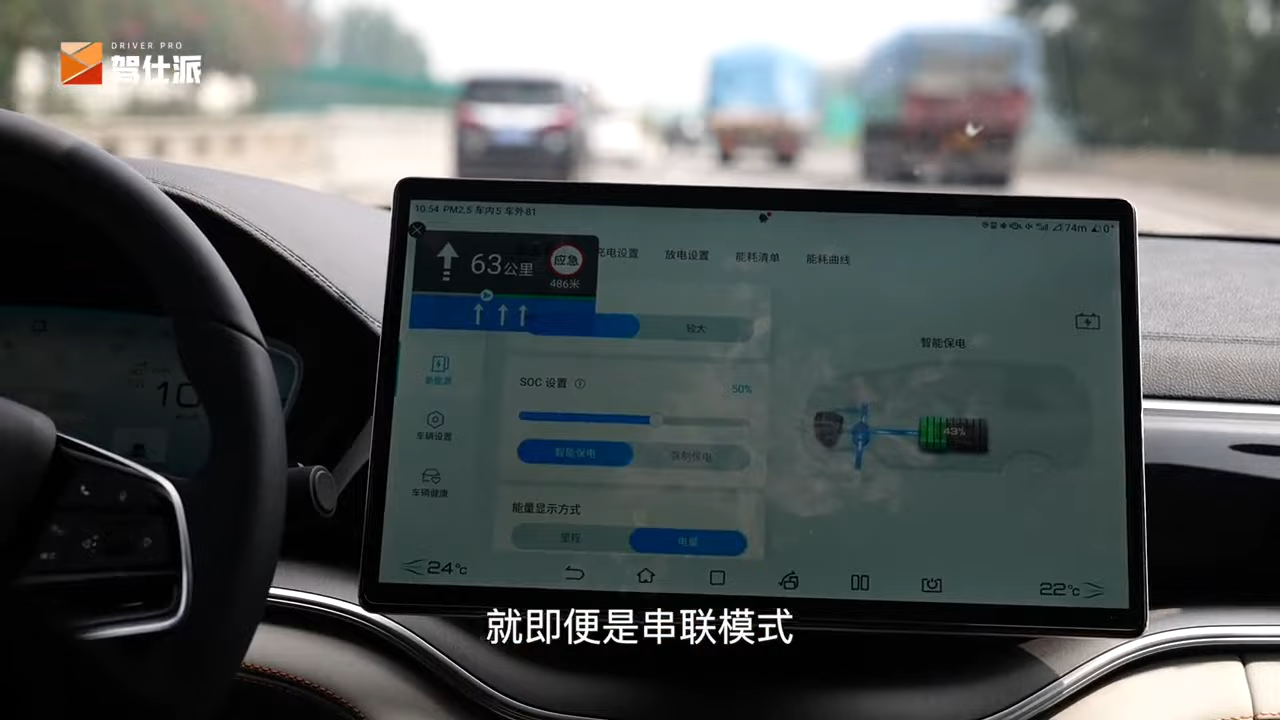 DRIVER PRO
驾仕派
10:54 PM2.5 车内5 车外81
74m
0°
63公里
应急
486米
充电设置
放电设置
能耗清单
能耗曲线
较大
新能源
SOC 设置
50%
智能保电
强制保电
车辆设置
车辆健康
能量显示方式
里程
电量
智能保电
43%
10
24°C
22°C
就即便是串联模式